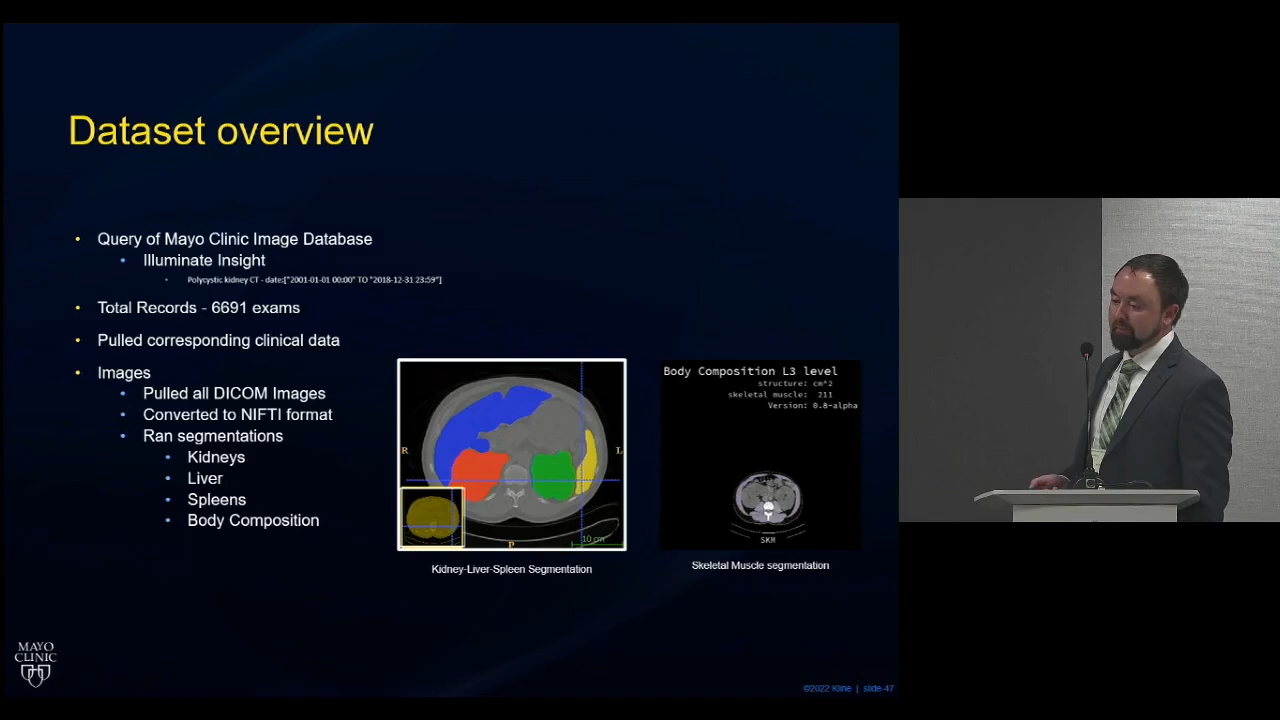 Dataset overview
Query of Mayo Clinic Image Database
Illuminate Insight
Polycystic kidney CT - date:["2001-01-01 00:00" TO "2018-12-31 23:59"]
Total Records - 6691 exams
Pulled corresponding clinical data
Images
Pulled all DICOM Images
Converted to NIFTI format
Ran segmentations
Kidneys
Liver
Spleens
Body Composition
R
L
P
10 cm
Kidney-Liver-Spleen Segmentation
Body Composition L3 level
structure: cm^2
skeletal muscle: 211
Version: 0.8-alpha
SKM
Skeletal Muscle segmentation
MAYO
CLINIC
©2022 Kline | slide-47